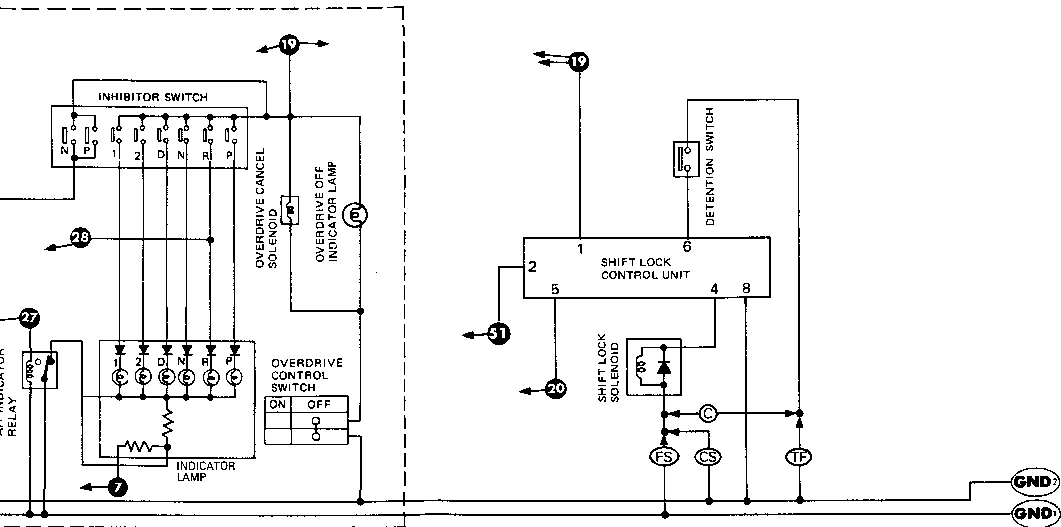 19
19
INHIBITOR SWITCH
N P 1 2 D N R P
OVERDRIVE CANCEL
SOLENOID
OVERDRIVE OFF
INDICATOR LAMP
DETENTION SWITCH
28
1
6
2
SHIFT LOCK
CONTROL UNIT
5
4
8
27
51
INDICATOR
RELAY
1 2 D N R P
OVERDRIVE
CONTROL
SWITCH
ON OFF
SHIFT LOCK
SOLENOID
20
C
FS
CS
TF
INDICATOR
LAMP
7
GND2
GND1